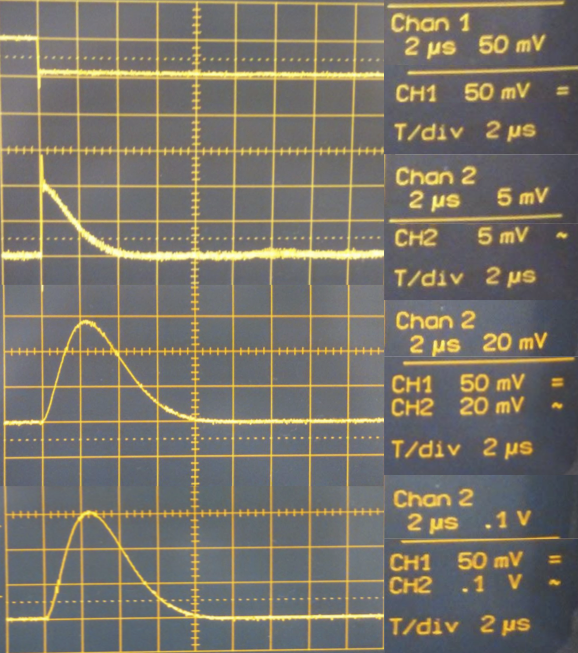 Chan 1
2 µs 50 mV
CH1 50 mV =
T/div 2 µs
Chan 2
2 µs 5 mV
CH2 5 mV ~
T/div 2 µs
Chan 2
2 µs 20 mV
CH1 50 mV =
CH2 20 mV ~
T/div 2 µs
Chan 2
2 µs .1 V
CH1 50 mV =
CH2 .1 V ~
T/div 2 µs